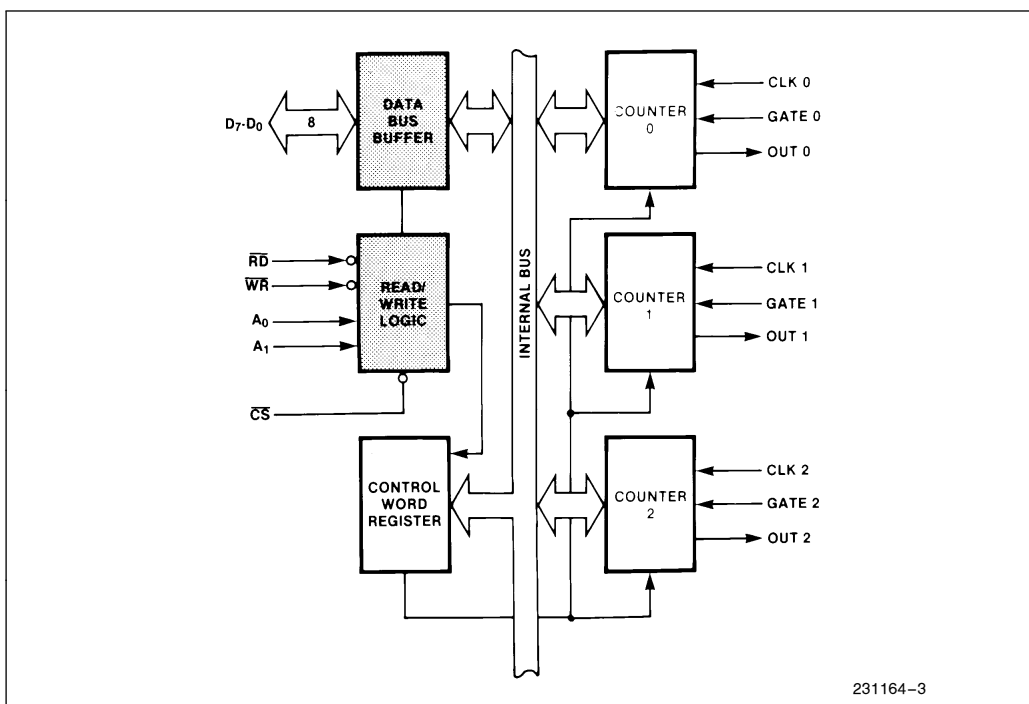 DATA
BUS
BUFFER
D7-D0
8
COUNTER
0
CLK 0
GATE 0
OUT 0
RD
WR
A0
A1
CS
READ/
WRITE
LOGIC
INTERNAL BUS
COUNTER
1
CLK 1
GATE 1
OUT 1
CONTROL
WORD
REGISTER
COUNTER
2
CLK 2
GATE 2
OUT 2
231164–3